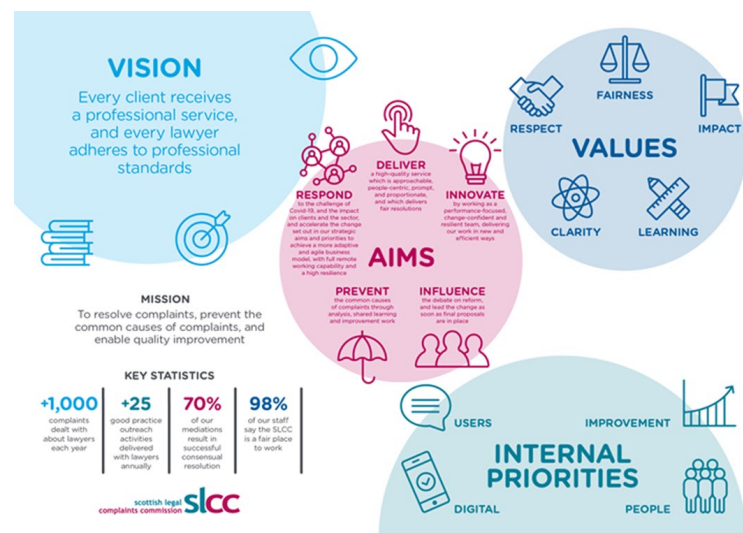 VISION
Every client receives
a professional service,
and every lawyer
adheres to professional
standards
MISSION
To resolve complaints, prevent the
common causes of complaints, and
enable quality improvement
KEY STATISTICS
+1,000
complaints
dealt with
about lawyers
each year
+25
good practice
outreach
activities
delivered
with lawyers
annually
70%
of our
mediations
result in
successful
consensual
resolution
98%
of our staff
say the SLCC
is a fair place
to work
scottish legal
complaints commission
slcc
AIMS
RESPOND
to the challenge of
Covid-19, and the impact
on clients and the sector,
and accelerate the change
set out in our strategic
aims and priorities to
achieve a more adaptive
and agile business
model, with full remote
working capability and
a high resilience
DELIVER
a high-quality service
which is approachable,
people-centric, prompt,
and proportionate,
and which delivers
fair resolutions
INNOVATE
by working as a
performance-focused,
change-confident and
resilient team, delivering
our work in new and
efficient ways
PREVENT
the common causes
of complaints through
analysis, shared learning
and improvement work
INFLUENCE
the debate on reform,
and lead the change as
soon as final proposals
are in place
VALUES
FAIRNESS
RESPECT
IMPACT
CLARITY
LEARNING
INTERNAL
PRIORITIES
USERS
IMPROVEMENT
DIGITAL
PEOPLE